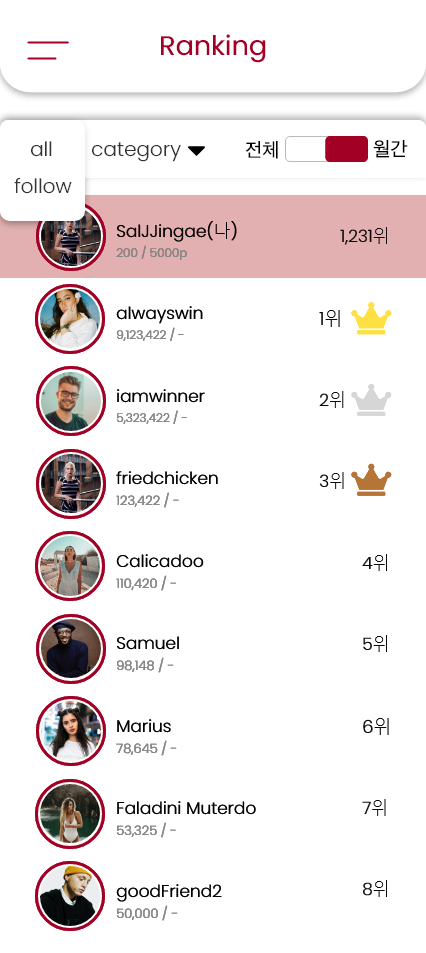 Ranking
all
follow
category
전체
월간
SalJJingae(나)
200 / 5000p
1,231위
alwayswin
9,123,422 / -
1위
iamwinner
5,323,422 / -
2위
friedchicken
123,422 / -
3위
Calicadoo
110,420 / -
4위
Samuel
98,148 / -
5위
Marius
78,645 / -
6위
Faladini Muterdo
53,325 / -
7위
goodFriend2
50,000 / -
8위